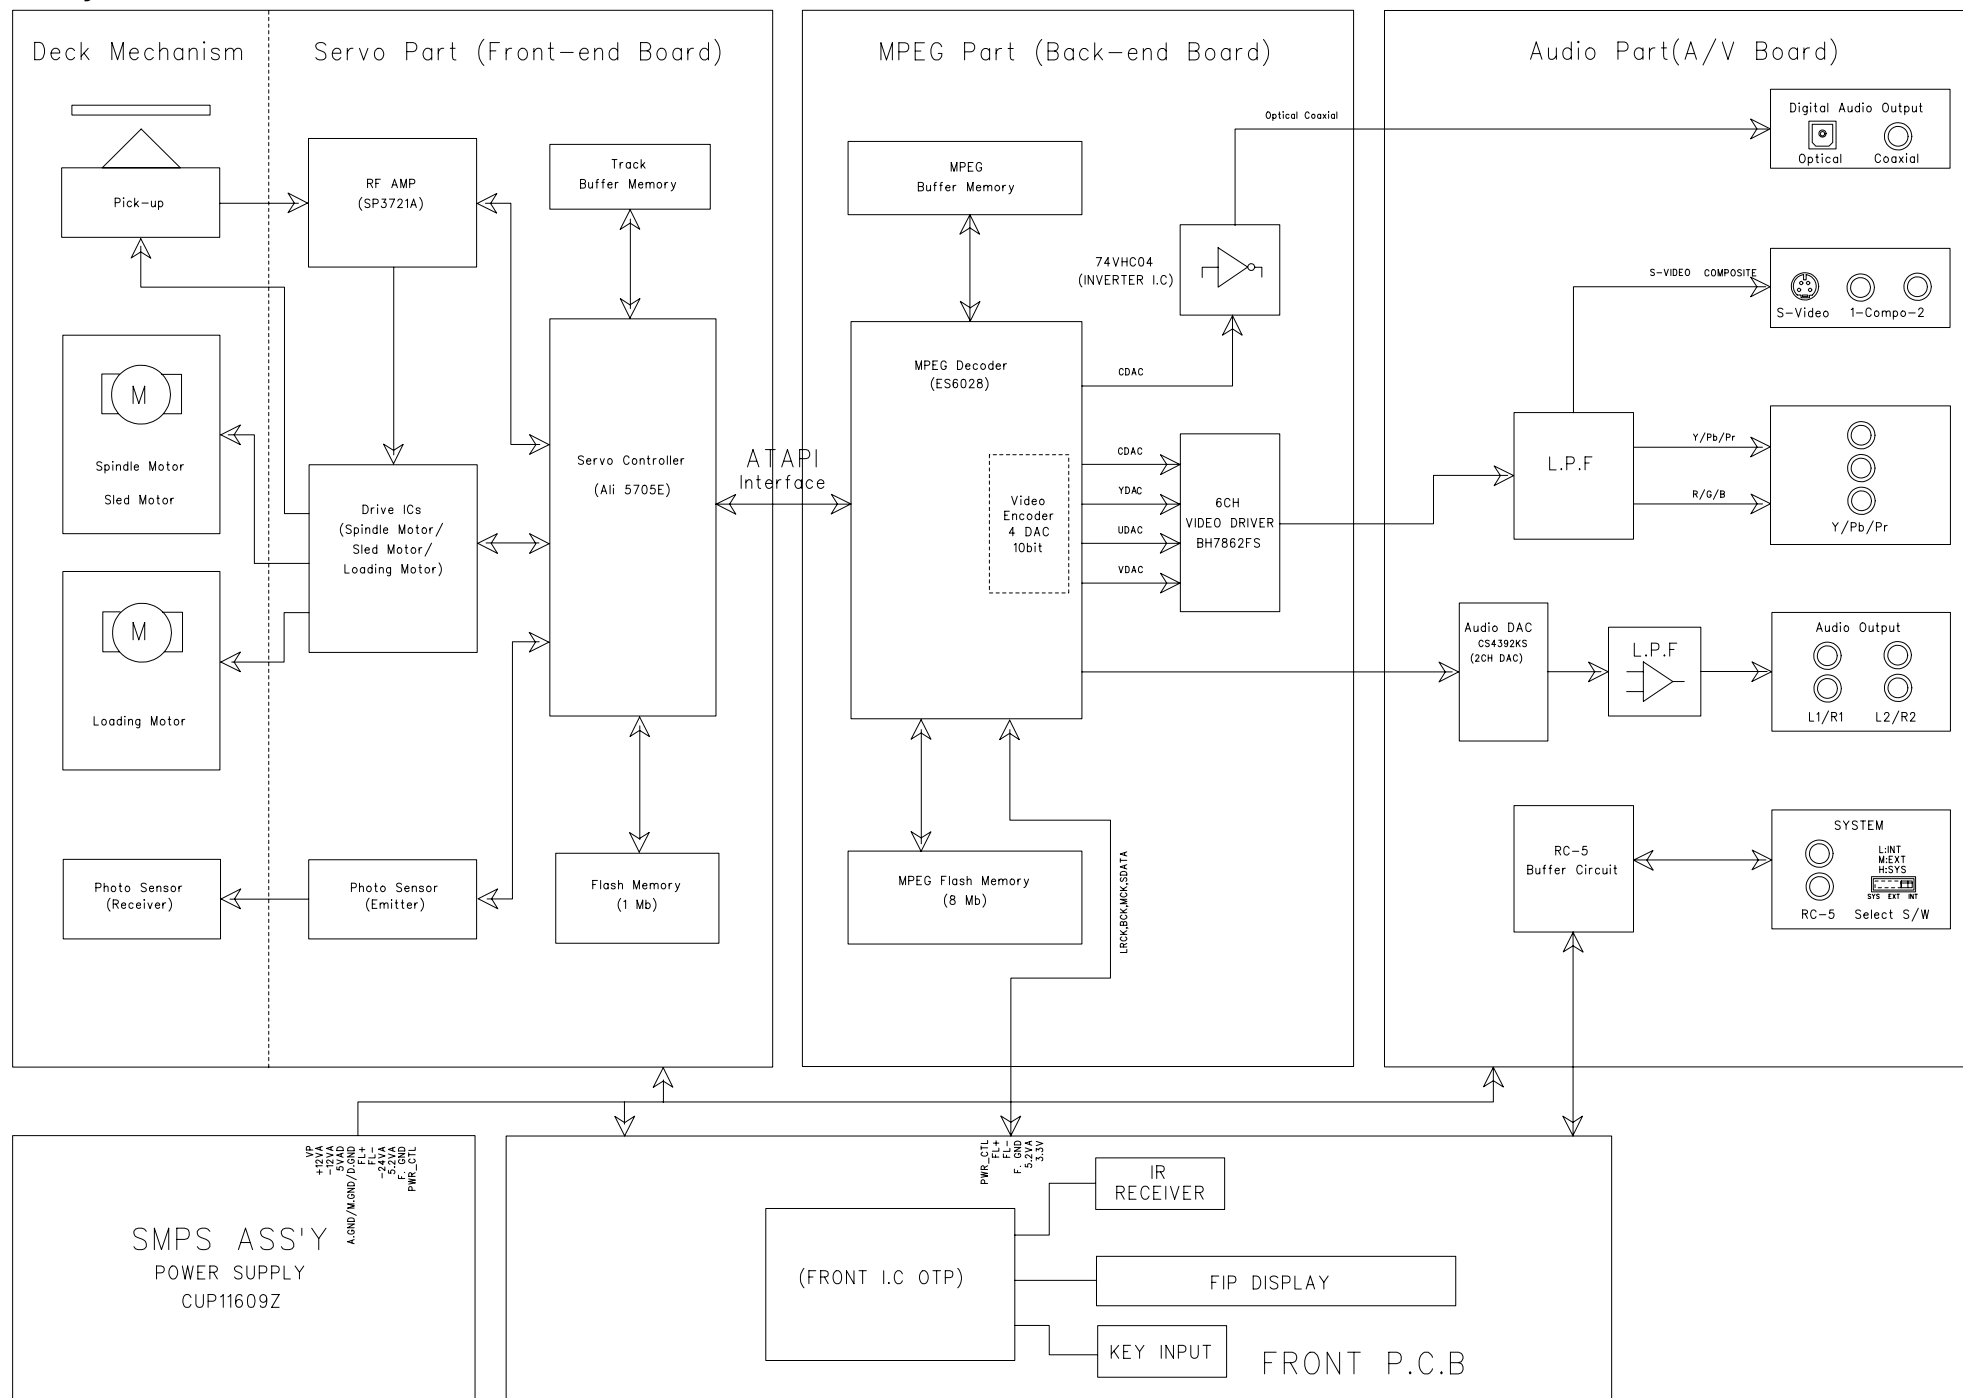 Deck Mechanism
Servo Part (Front-end Board)
Pick-up
RF AMP
(SP3721A)
Track
Buffer Memory
M
Spindle Motor
Sled Motor
Drive ICs
(Spindle Motor/
Sled Motor/
Loading Motor)
Servo Controller
(Ali 5705E)
M
Loading Motor
Photo Sensor
(Receiver)
Photo Sensor
(Emitter)
Flash Memory
(1 Mb)
ATAPI
Interface
MPEG Part (Back-end Board)
MPEG
Buffer Memory
Optical Coaxial
74VHC04
(INVERTER I.C)
MPEG Decoder
(ES6028)
CDAC
Video
Encoder
4 DAC
10bit
CDAC
YDAC
UDAC
VDAC
6CH
VIDEO DRIVER
BH7862FS
MPEG Flash Memory
(8 Mb)
LRCK,BCK,MCK,SDATA
Audio Part(A/V Board)
Digital Audio Output
Optical Coaxial
S-VIDEO COMPOSITE
S-Video 1-Compo-2
L.P.F
Y/Pb/Pr
R/G/B
Y/Pb/Pr
Audio DAC
CS4392KS
(2CH DAC)
L.P.F
Audio Output
L1/R1 L2/R2
RC-5
Buffer Circuit
SYSTEM
L:INT
M:EXT
H:SYS
SYS EXT INT
RC-5 Select S/W
VP
+12VA
-12VA
5VAD
A.GND/M.GND/D.GND
FL+
FL-
-24VA
5.2VA
F. GND
PWR_CTL
SMPS ASS'Y
POWER SUPPLY
CUP11609Z
PWR_CTL
FL+
FL-
F. GND
5.2VA
3.3V
IR
RECEIVER
(FRONT I.C OTP)
FIP DISPLAY
KEY INPUT
FRONT P.C.B